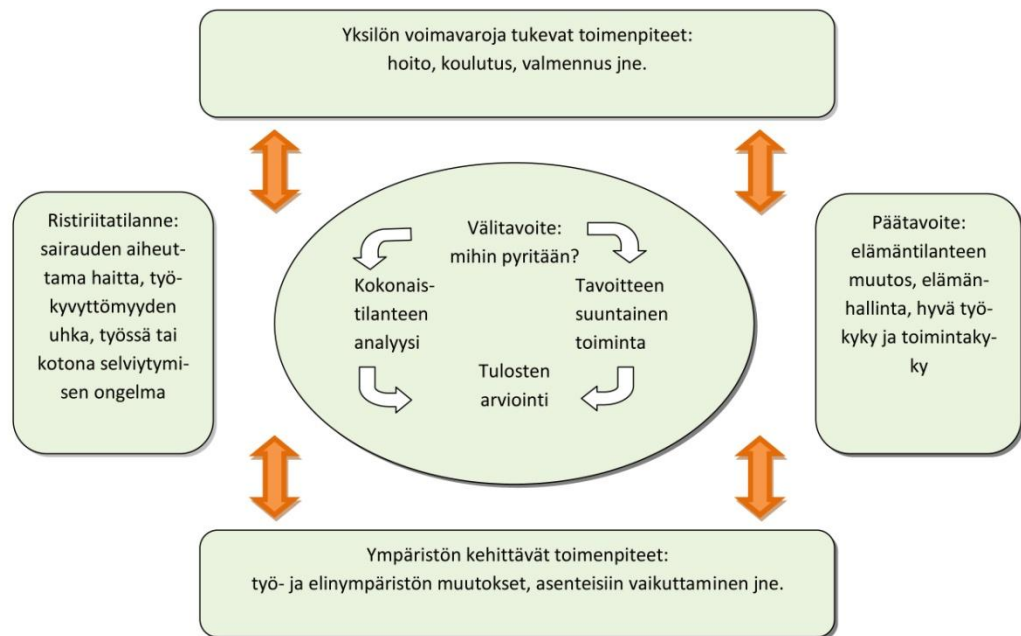 Yksilön voimavaroja tukevat toimenpiteet:
hoito, koulutus, valmennus jne.
Ristiriitatilanne:
sairauden aiheut-
tama haitta, työ-
kyvyttömyyden
uhka, työssä tai
kotona selviytymi-
sen ongelma
Välitavoite:
mihin pyritään?
Kokonais-
tilanteen
analyysi
Tavoitteen
suuntainen
toiminta
Tulosten
arviointi
Päätavoite:
elämäntilanteen
muutos, elämän-
hallinta, hyvä työ-
kyky ja toimintaky-
ky
Ympäristön kehittävät toimenpiteet:
työ- ja elinympäristön muutokset, asenteisiin vaikuttaminen jne.